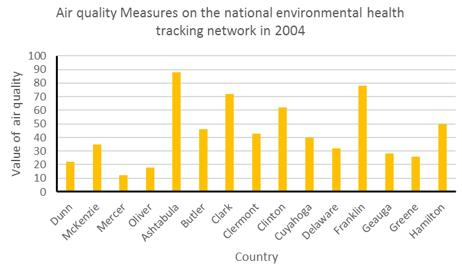 Air quality Measures on the national environmental health
tracking network in 2004
Value of air quality
100
90
80
70
60
50
40
30
20
10
0
Dunn
McKenzie
Mercer
Oliver
Ashtabula
Butler
Clark
Clermont
Clinton
Cuyahoga
Delaware
Franklin
Geauga
Greene
Hamilton
Country